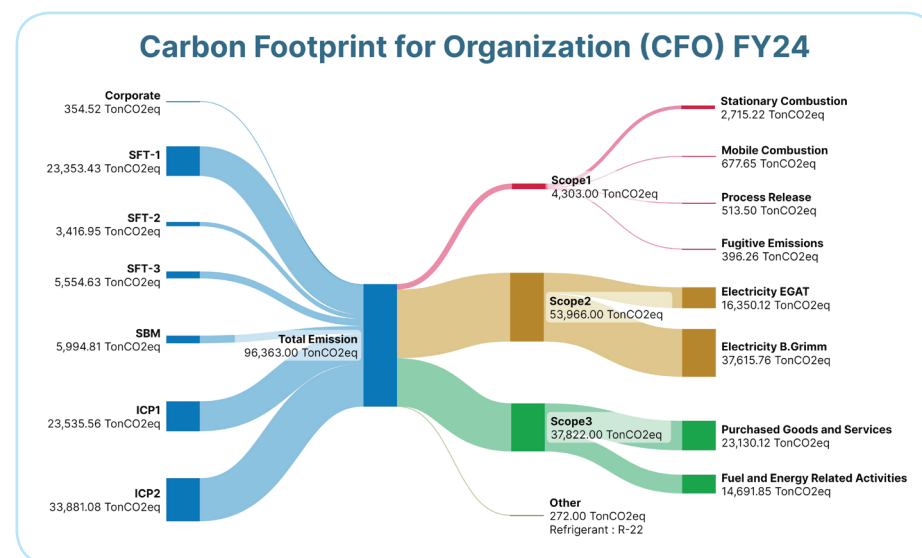 Carbon Footprint for Organization (CFO) FY24
Corporate
354.52 TonCO2eq
SFT-1
23,353.43 TonCO2eq
SFT-2
3,416.95 TonCO2eq
SFT-3
5,554.63 TonCO2eq
SBM
5,994.81 TonCO2eq
ICP1
23,535.56 TonCO2eq
ICP2
33,881.08 TonCO2eq
Total Emission
96,363.00 TonCO2eq
Scope1
4,303.00 TonCO2eq
Scope2
53,966.00 TonCO2eq
Scope3
37,822.00 TonCO2eq
Other
272.00 TonCO2eq
Refrigerant : R-22
Stationary Combustion
2,715.22 TonCO2eq
Mobile Combustion
677.65 TonCO2eq
Process Release
513.50 TonCO2eq
Fugitive Emissions
396.26 TonCO2eq
Electricity EGAT
16,350.12 TonCO2eq
Electricity B.Grimm
37,615.76 TonCO2eq
Purchased Goods and Services
23,130.12 TonCO2eq
Fuel and Energy Related Activities
14,691.85 TonCO2eq